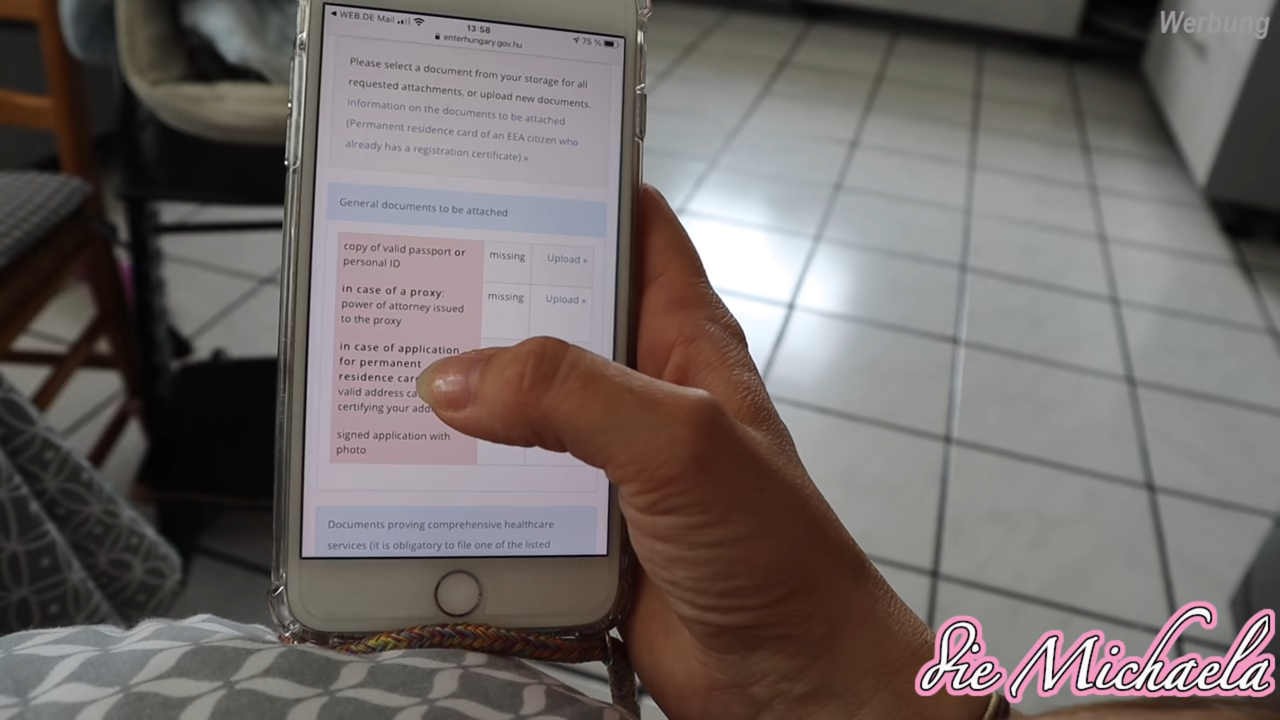 Werbung
WEB.DE Mail
13:58
75 %
enterhungary.gov.hu
Please select a document from your storage for all
requested attachments, or upload new documents.
information on the documents to be attached
(Permanent residence card of an EEA citizen who
already has a registration certificate) »
General documents to be attached
copy of valid passport or
personal ID
missing
Upload »
in case of a proxy:
power of attorney issued
to the proxy
missing
Upload »
in case of application
for permanent
residence
valid address
certifying your
signed application with
photo
Documents proving comprehensive healthcare
services (it is obligatory to file one of the listed
Die Michaela